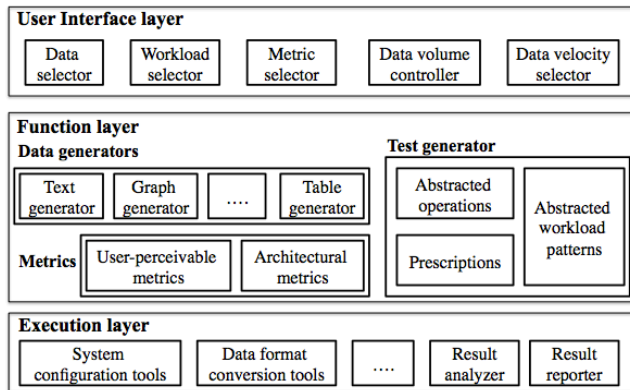 User Interface layer
Data
selector
Workload
selector
Metric
selector
Data volume
controller
Data velocity
selector
Function layer
Data generators
Text
generator
Graph
generator
....
Table
generator
Metrics
User-perceivable
metrics
Architectural
metrics
Test generator
Abstracted
operations
Prescriptions
Abstracted
workload
patterns
Execution layer
System
configuration tools
Data format
conversion tools
....
Result
analyzer
Result
reporter